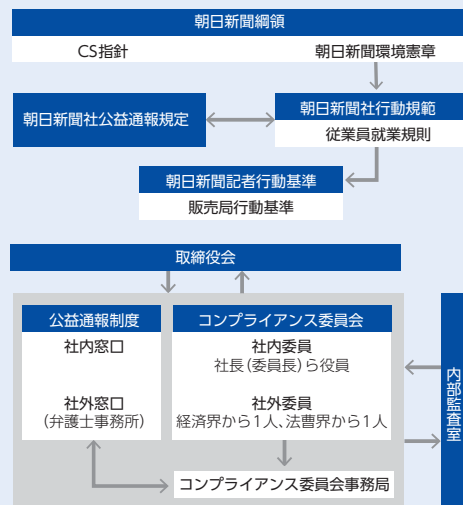 朝日新聞綱領
CS指針
朝日新聞環境憲章
朝日新聞社公益通報規定
朝日新聞社行動規範
従業員就業規則
朝日新聞記者行動基準
販売局行動基準
取締役会
公益通報制度
社内窓口
社外窓口
(弁護士事務所)
コンプライアンス委員会
社内委員
社長(委員長)ら役員
社外委員
経済界から1人、法曹界から1人
コンプライアンス委員会事務局
内部監査室